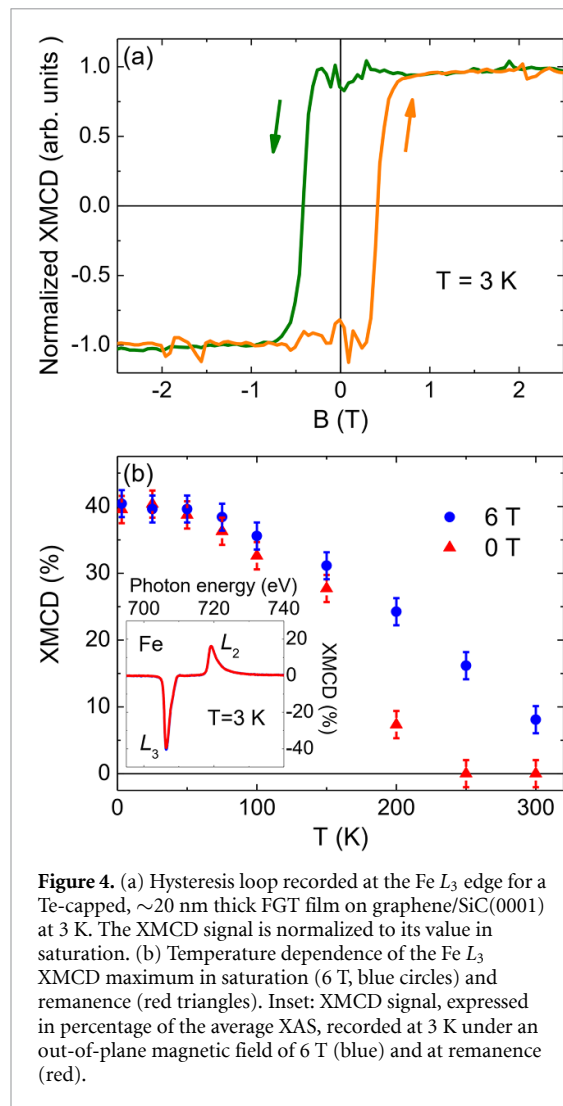 (a)
1.0
0.5
0.0
-0.5
-1.0
Normalized XMCD (arb. units)
T = 3 K
-2 -1 0 1 2
B (T)
(b)
40
30
20
10
0
XMCD (%)
6 T
0 T
Photon energy (eV)
700 720 740
Fe
L₂
L₃
T=3 K
20
0
-20
-40
XMCD (%)
0 50 100 150 200 250 300
T (K)
Figure 4. (a) Hysteresis loop recorded at the Fe L₃ edge for a
Te-capped, ∼20 nm thick FGT film on graphene/SiC(0001)
at 3 K. The XMCD signal is normalized to its value in
saturation. (b) Temperature dependence of the Fe L₃
XMCD maximum in saturation (6 T, blue circles) and
remanence (red triangles). Inset: XMCD signal, expressed
in percentage of the average XAS, recorded at 3 K under an
out-of-plane magnetic field of 6 T (blue) and at remanence
(red).